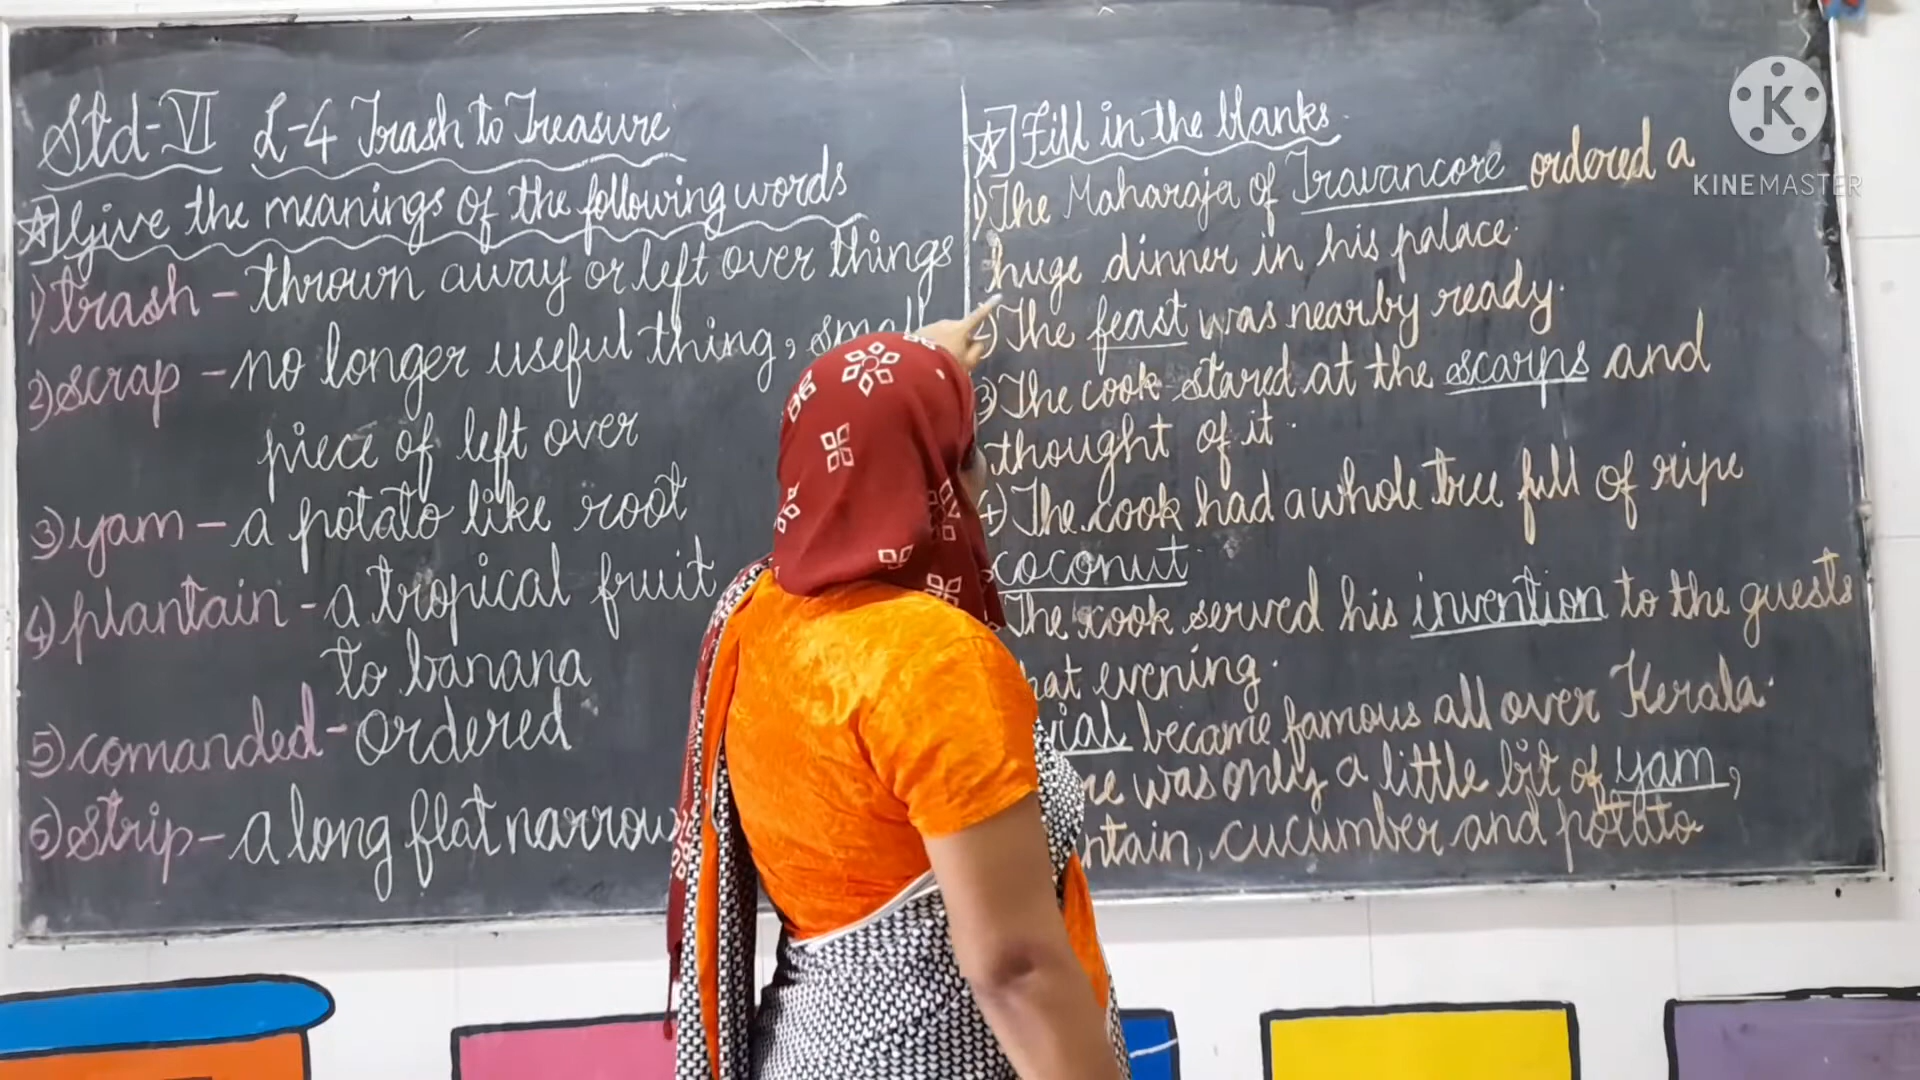 Std-VI L-4 Trash to Treasure
Give the meanings of the following words
1) trash - thrown away or left over things
2) scrap - no longer useful thing, small
piece of left over
3) yam - a potato like root
4) plantain - a tropical fruit
to banana
5) comanded - ordered
6) strip - a long flat narrow
Fill in the blanks.
1) The Maharaja of Travancore ordered a
huge dinner in his palace.
2) The feast was nearby ready.
3) The cook stared at the scarps and
thought of it.
4) The cook had a whole tree full of ripe
coconut.
The cook served his invention to the guests
evening.
became famous all over Kerala.
was only a little bit of yam,
cucumber and potato
K
KINEMASTER